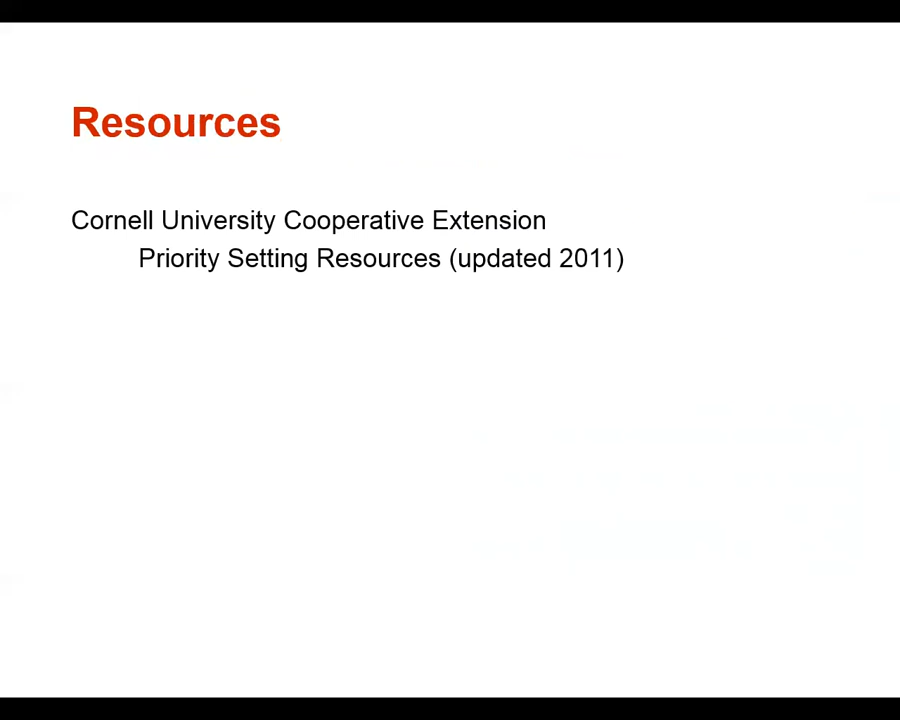 Resources
Cornell University Cooperative Extension
Priority Setting Resources (updated 2011)